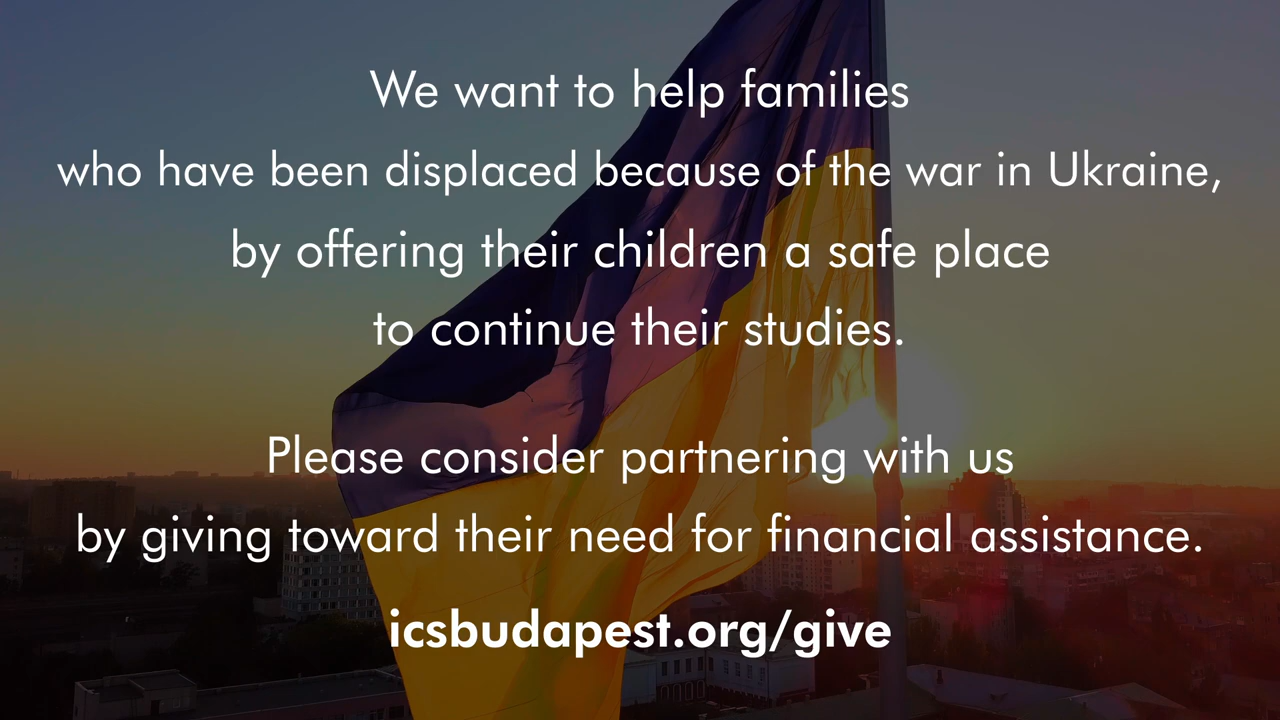 We want to help families
who have been displaced because of the war in Ukraine,
by offering their children a safe place
to continue their studies.
Please consider partnering with us
by giving toward their need for financial assistance.
icsbudapest.org/give